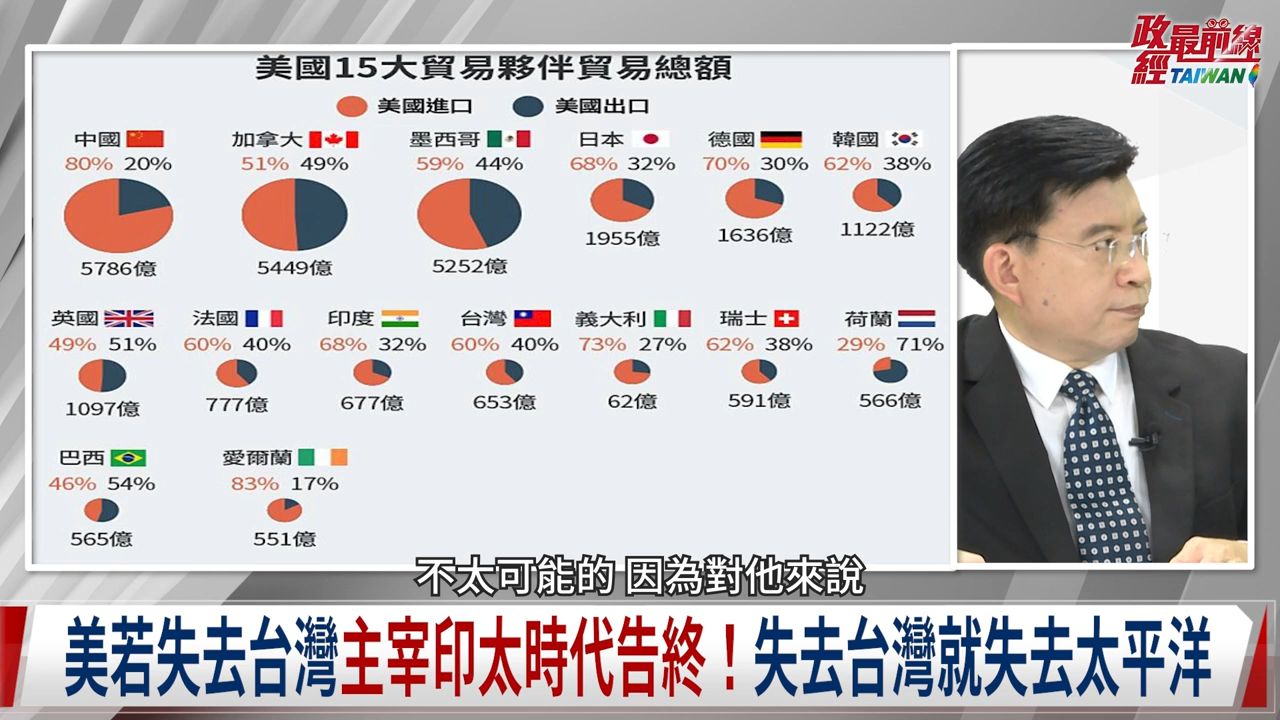 政經最前線
TAIWAN
美國15大貿易夥伴貿易總額
美國進口 美國出口
中國 加拿大 墨西哥 日本 德國 韓國
80% 20% 51% 49% 59% 44% 68% 32% 70% 30% 62% 38%
5786億 5449億 5252億 1955億 1636億 1122億
英國 法國 印度 台灣 義大利 瑞士 荷蘭
49% 51% 60% 40% 68% 32% 60% 40% 73% 27% 62% 38% 29% 71%
1097億 777億 677億 653億 62億 591億 566億
巴西 愛爾蘭
46% 54% 83% 17%
565億 551億
不太可能的 因為對他來說
美若失去台灣主宰印太時代告終！失去台灣就失去太平洋